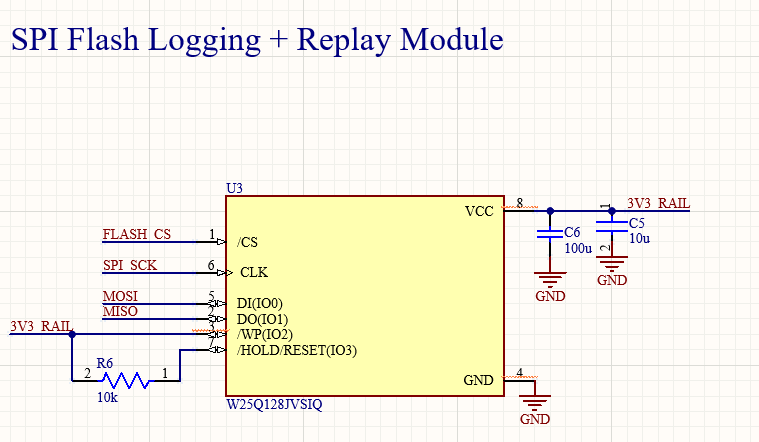 SPI Flash Logging + Replay Module
U3
VCC
8
3V3_RAIL
1
C5
10u
2
GND
C6
100u
GND
FLASH_CS
1
/CS
SPI_SCK
6
CLK
MOSI
5
DI(IO0)
MISO
2
DO(IO1)
3V3_RAIL
3
/WP(IO2)
7
/HOLD/RESET(IO3)
R6
2
1
10k
GND
4
GND
W25Q128JVSIQ